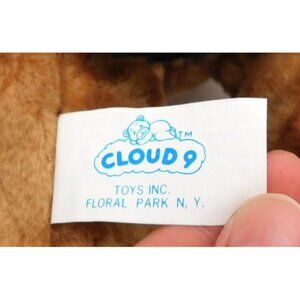 TM
CLOUD 9
TOYS INC.
FLORAL PARK N, Y.